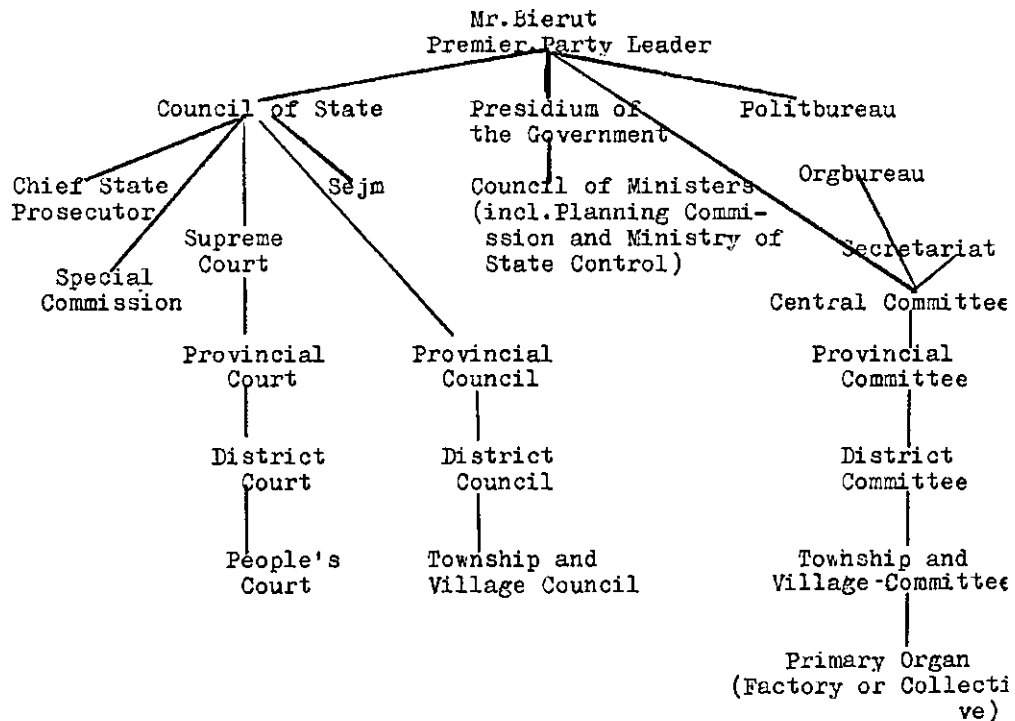 Mr.Bierut
Premier.Party Leader
Council of State
Presidium of
the Government
Politbureau
Chief State
Prosecutor
Sejm
Council of Ministers
(incl.Planning Commi-
ssion and Ministry of
State Control)
Orgbureau
Supreme
Court
Secretariat
Special
Commission
Central Committee
Provincial
Court
Provincial
Council
Provincial
Committee
District
Court
District
Council
District
Committee
People's
Court
Township and
Village Council
Township and
Village-Committee
Primary Organ
(Factory or Collecti
ve)